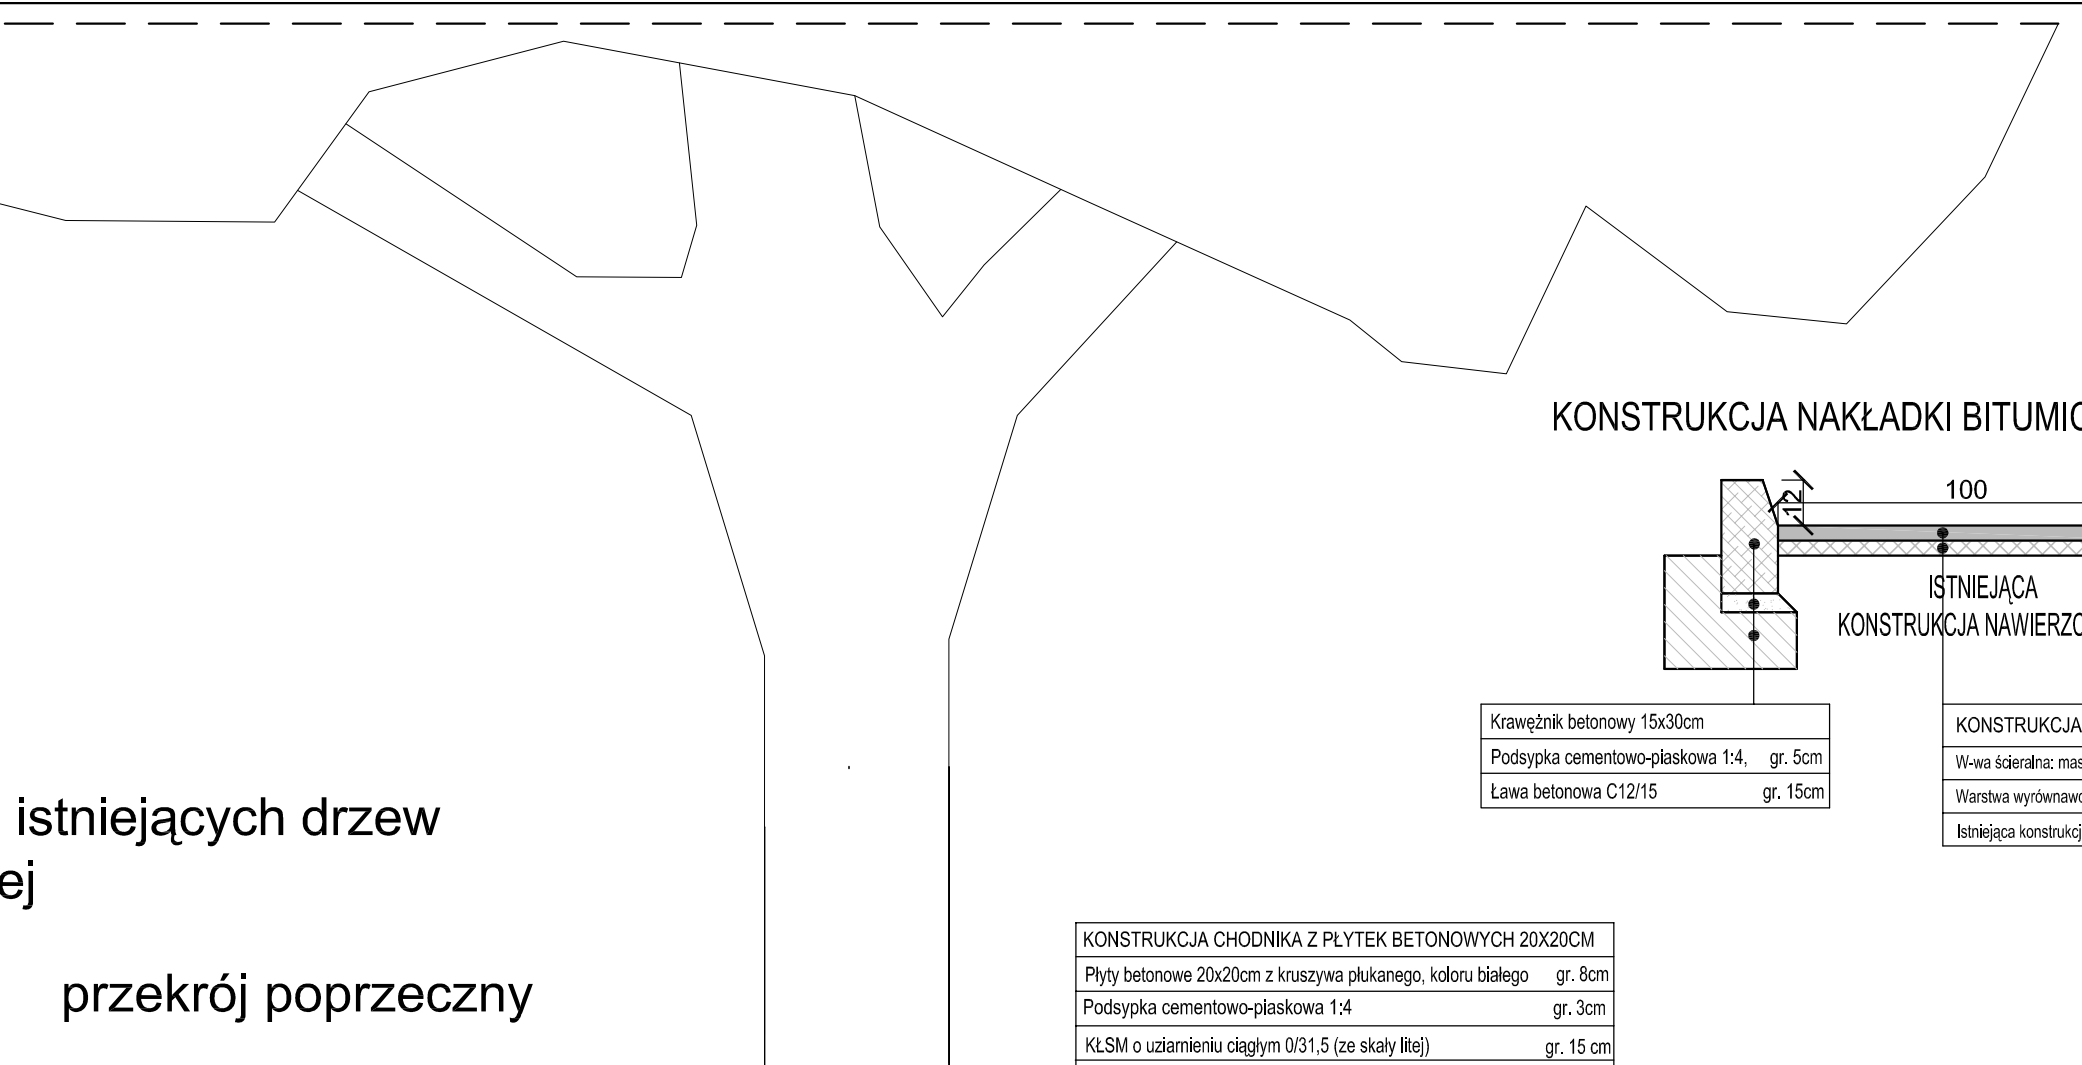 KONSTRUKCJA NAKŁADKI BITUMIC
12
100
ISTNIEJĄCA
KONSTRUKCJA NAWIERZC
Krawężnik betonowy 15x30cm
Podsypka cementowo-piaskowa 1:4, gr. 5cm
Ława betonowa C12/15 gr. 15cm
KONSTRUKCJA
W-wa ścieralna: mas
Warstwa wyrównawc
Istniejąca konstrukcj
istniejących drzew
ej
przekrój poprzeczny
KONSTRUKCJA CHODNIKA Z PŁYTEK BETONOWYCH 20X20CM
Płyty betonowe 20x20cm z kruszywa płukanego, koloru białego gr. 8cm
Podsypka cementowo-piaskowa 1:4 gr. 3cm
KŁSM o uziarnieniu ciągłym 0/31,5 (ze skały litej) gr. 15 cm